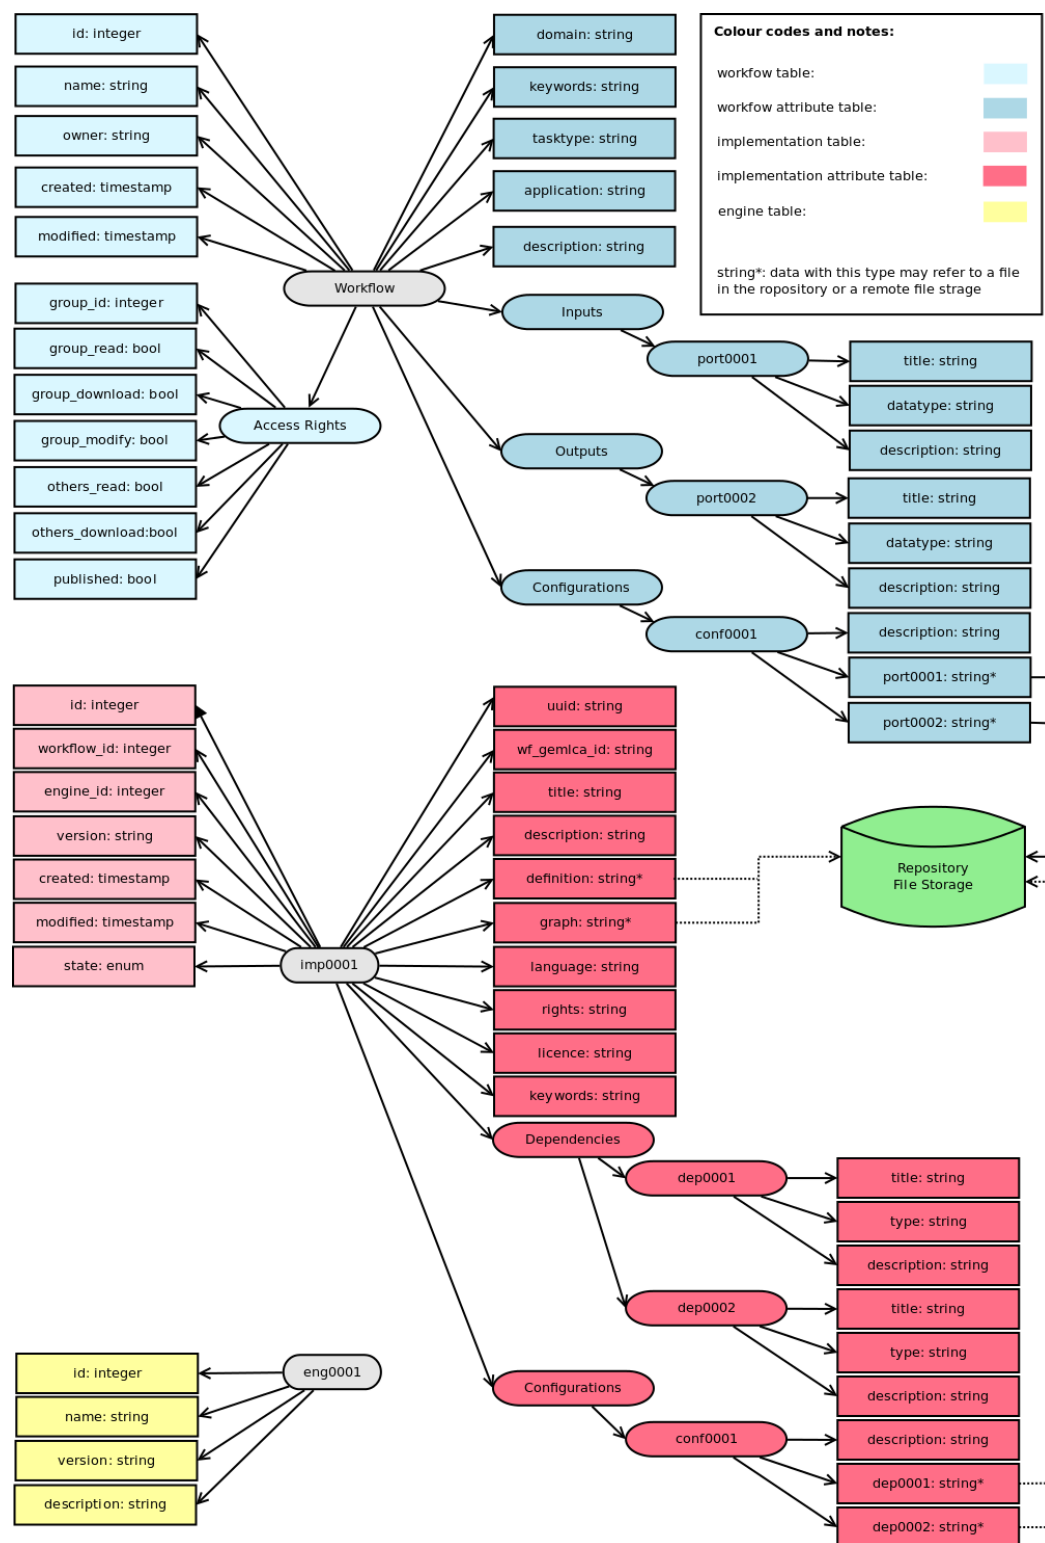 id: integer
name: string
owner: string
created: timestamp
modified: timestamp
domain: string
keywords: string
tasktype: string
application: string
description: string
Colour codes and notes:
workfow table:
workfow attribute table:
implementation table:
implementation attribute table:
engine table:
string*: data with this type may refer to a file
in the ropository or a remote file strage
Workflow
group_id: integer
group_read: bool
group_download: bool
group_modify: bool
others_read: bool
others_download:bool
published: bool
Access Rights
Inputs
port0001
title: string
datatype: string
description: string
Outputs
port0002
title: string
datatype: string
description: string
Configurations
conf0001
description: string
port0001: string*
port0002: string*
id: integer
workflow_id: integer
engine_id: integer
version: string
created: timestamp
modified: timestamp
state: enum
imp0001
uuid: string
wf_gemlca_id: string
title: string
description: string
definition: string*
graph: string*
language: string
rights: string
licence: string
keywords: string
Repository
File Storage
Dependencies
dep0001
title: string
type: string
description: string
dep0002
title: string
type: string
description: string
Configurations
conf0001
description: string
dep0001: string*
dep0002: string*
eng0001
id: integer
name: string
version: string
description: string